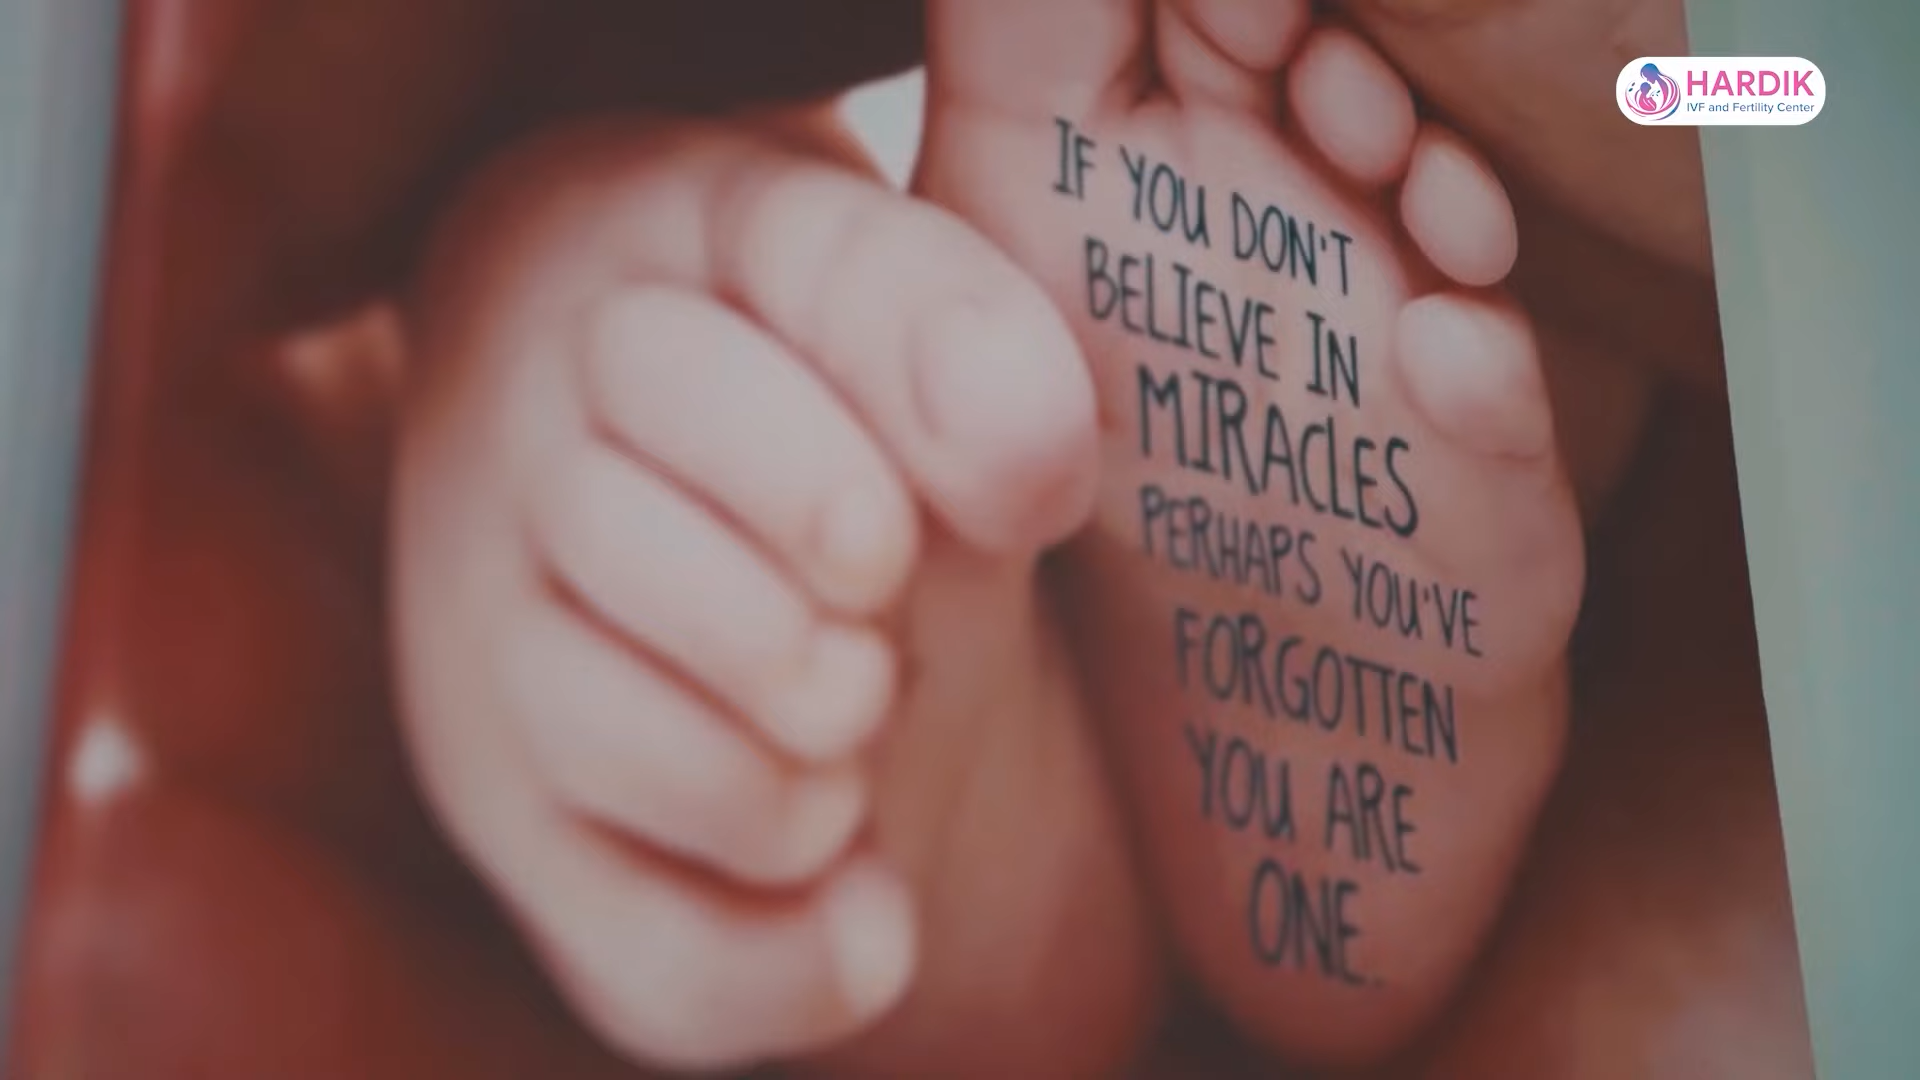 HARDIK
IVF and Fertility Center
IF YOU DON'T
BELIEVE IN
MIRACLES
PERHAPS YOU'VE
FORGOTTEN
YOU ARE
ONE.